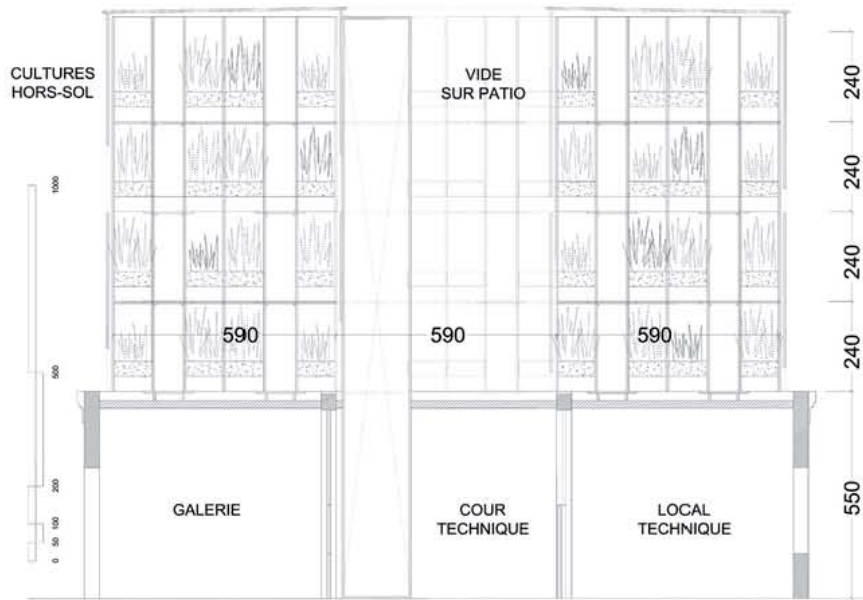 CULTURES
HORS-SOL
VIDE
SUR PATIO
240
240
240
240
550
590
590
590
1000
500
200
100
50
0
GALERIE
COUR
TECHNIQUE
LOCAL
TECHNIQUE